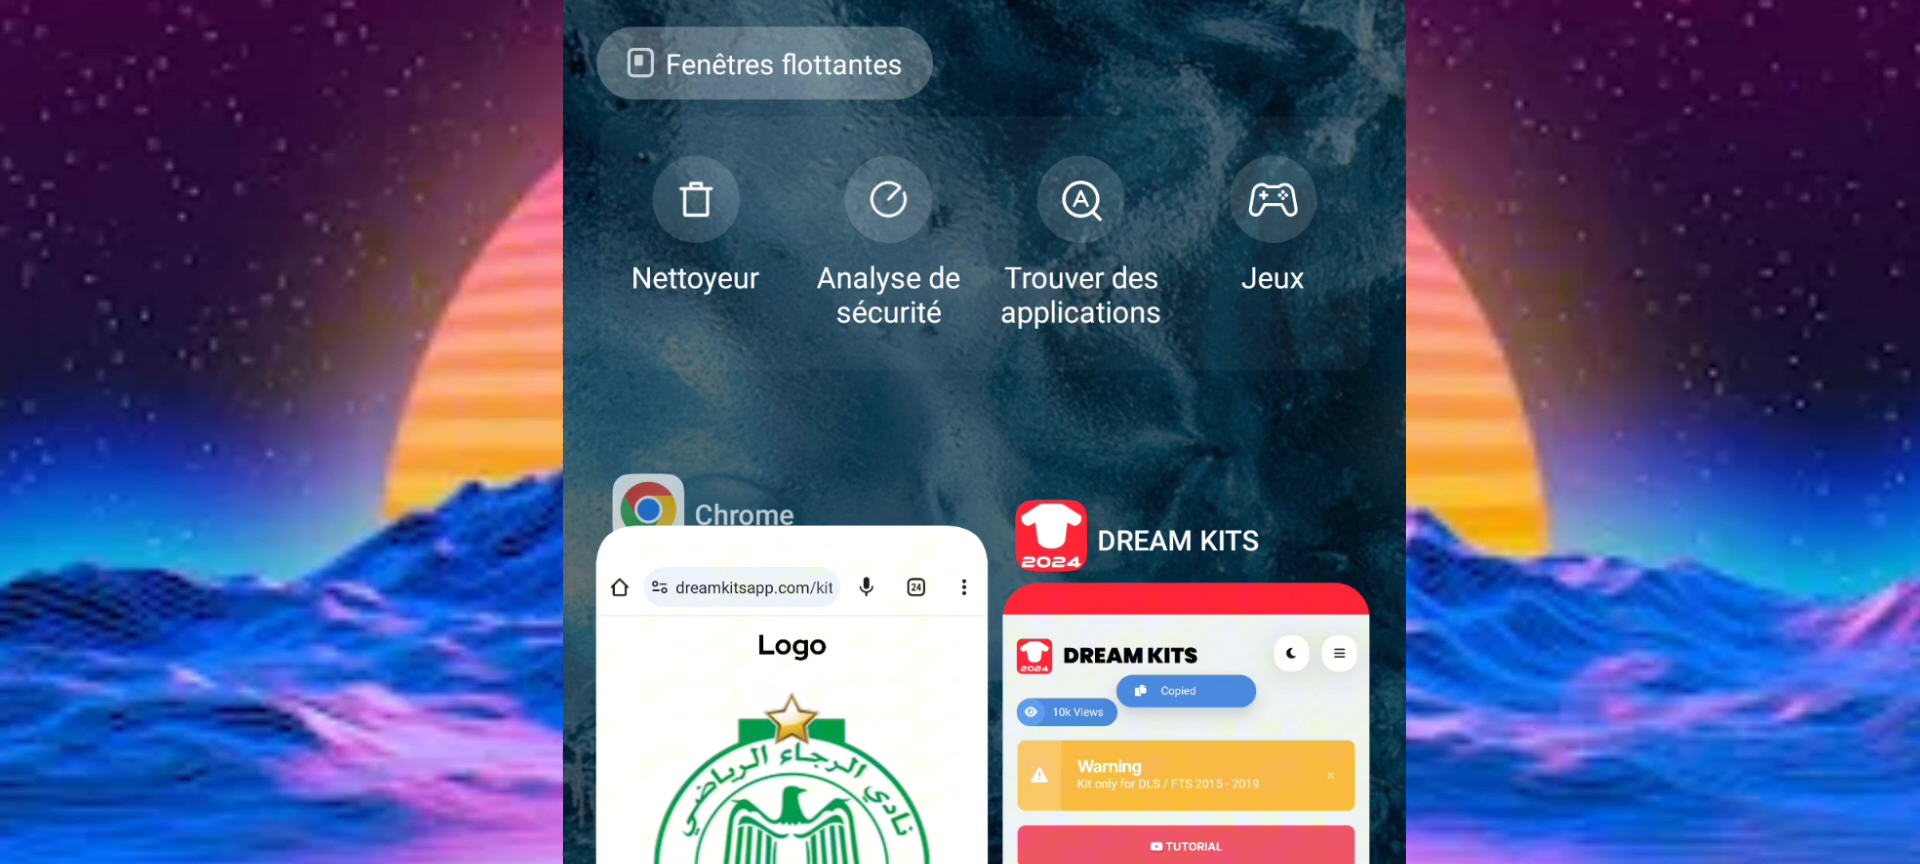 Fenêtres flottantes
Nettoyeur
Analyse de
sécurité
Trouver des
applications
Jeux
Chrome
dreamkitsapp.com/kit
24
Logo
نادي الرجاء الرياضي
2024
DREAM KITS
2024
DREAM KITS
Copied
10k Views
Warning
Kit only for DLS / FTS 2015 - 2019
TUTORIAL